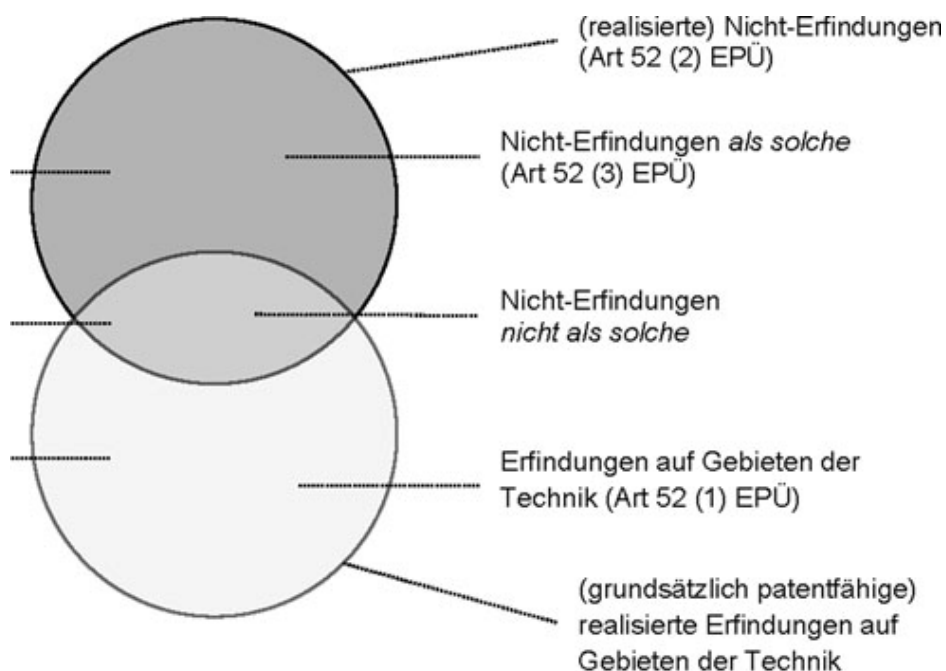 (realisierte) Nicht-Erfindungen
(Art 52 (2) EPÜ)
Nicht-Erfindungen als solche
(Art 52 (3) EPÜ)
Nicht-Erfindungen
nicht als solche
Erfindungen auf Gebieten der
Technik (Art 52 (1) EPÜ)
(grundsätzlich patentfähige)
realisierte Erfindungen auf
Gebieten der Technik